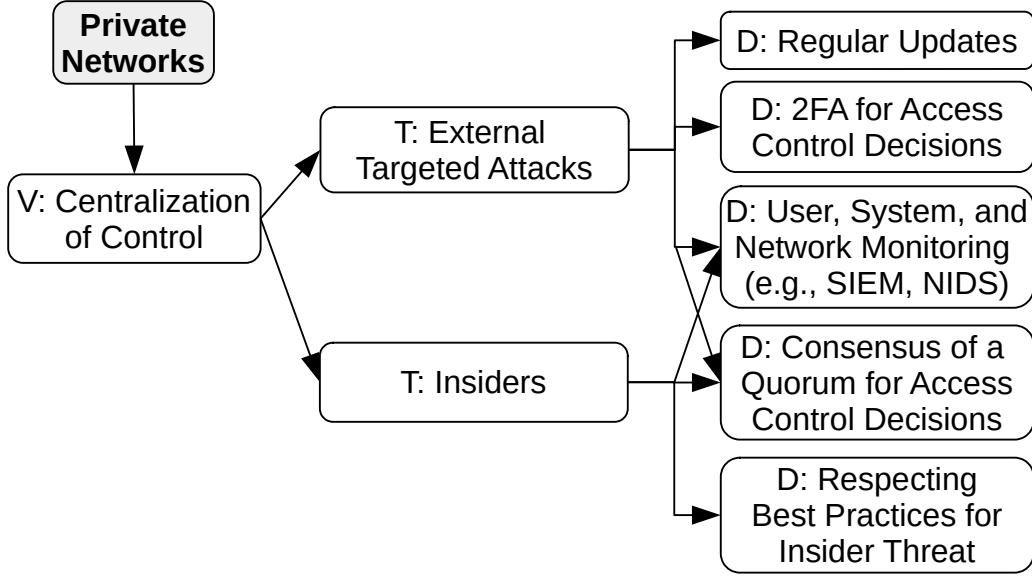 Private
Networks
V: Centralization
of Control
T: External
Targeted Attacks
T: Insiders
D: Regular Updates
D: 2FA for Access
Control Decisions
D: User, System, and
Network Monitoring
(e.g., SIEM, NIDS)
D: Consensus of a
Quorum for Access
Control Decisions
D: Respecting
Best Practices for
Insider Threat